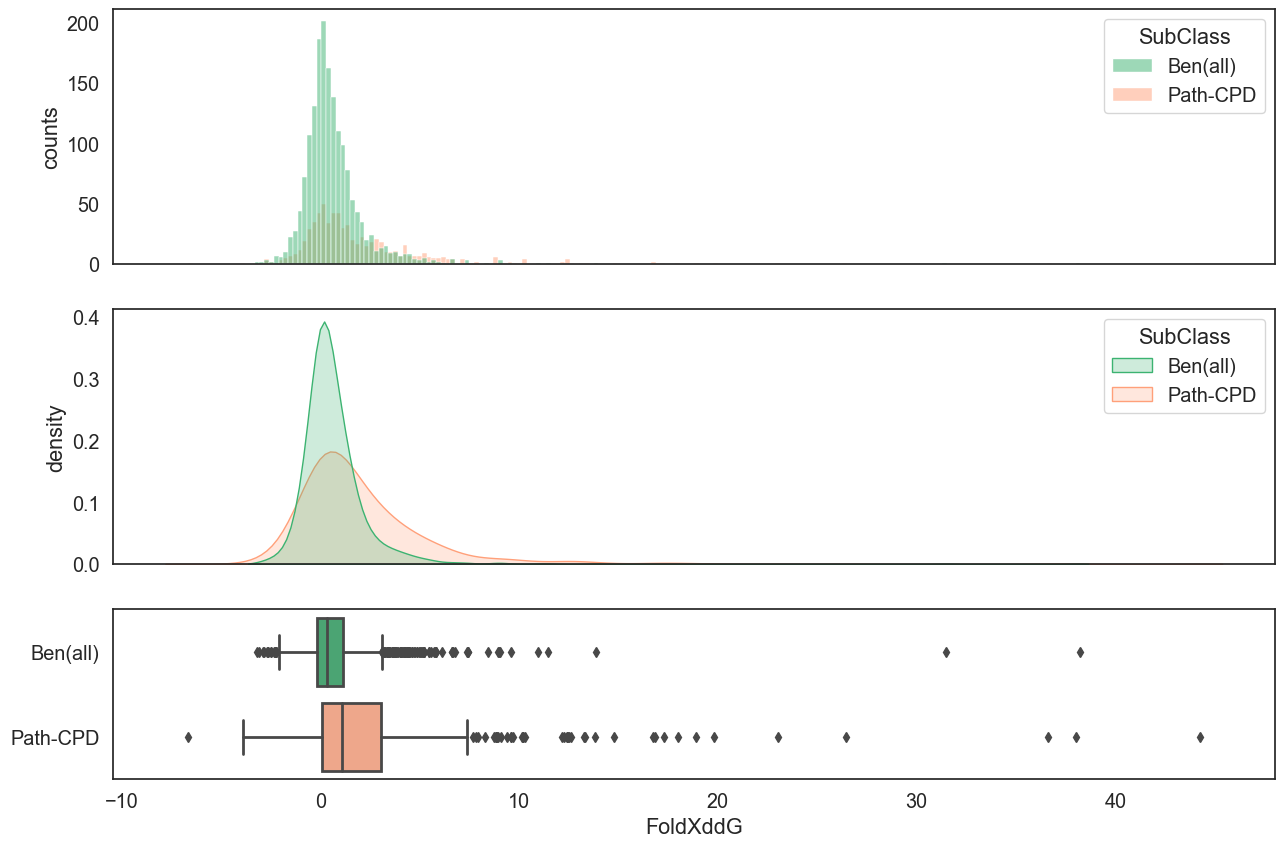 200
150
100
50
0
counts
SubClass
Ben(all)
Path-CPD
0.4
0.3
0.2
0.1
0.0
density
SubClass
Ben(all)
Path-CPD
Ben(all)
Path-CPD
−10
0
10
20
30
40
FoldXddG